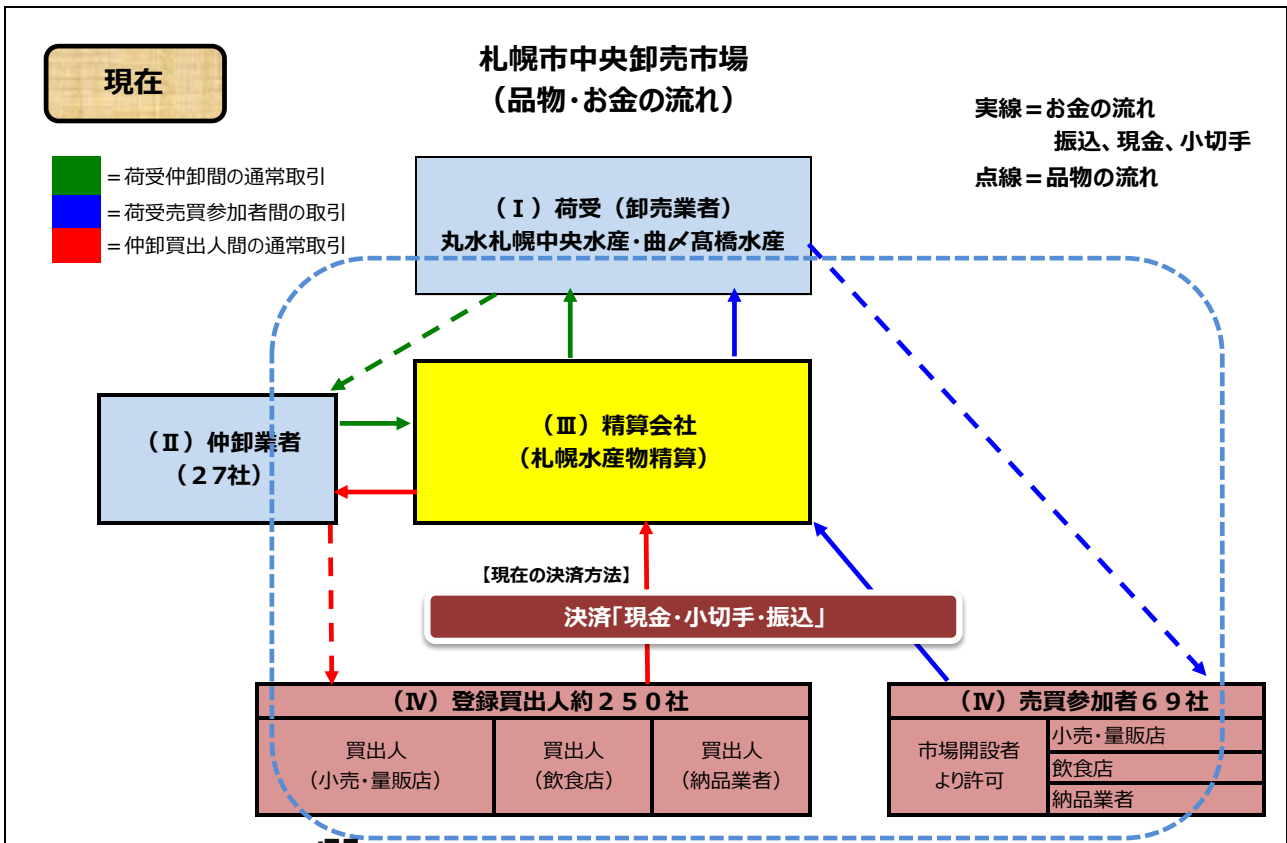 現在
札幌市中央卸売市場
（品物・お金の流れ）
実線＝お金の流れ
振込、現金、小切手
点線＝品物の流れ
＝荷受仲卸間の通常取引
＝荷受売買参加者間の取引
＝仲卸買出人間の通常取引
（Ⅰ）荷受（卸売業者）
丸水札幌中央水産・曲〆髙橋水産
（Ⅱ）仲卸業者
（２７社）
（Ⅲ）精算会社
（札幌水産物精算）
【現在の決済方法】
決済「現金・小切手・振込」
（Ⅳ）登録買出人約２５０社
買出人
（小売・量販店）
買出人
（飲食店）
買出人
（納品業者）
（Ⅳ）売買参加者６９社
市場開設者
より許可
小売・量販店
飲食店
納品業者